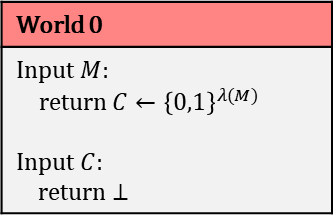 World 0
Input M:
return C ← {0,1}^λ(M)
Input C:
return ⊥